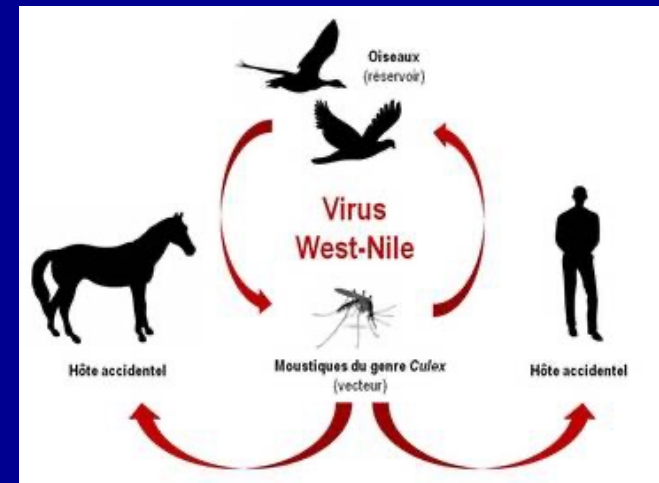 Oiseaux
(réservoir)
Virus
West-Nile
Hôte accidentel
Moustiques du genre Culex
(vecteur)
Hôte accidentel